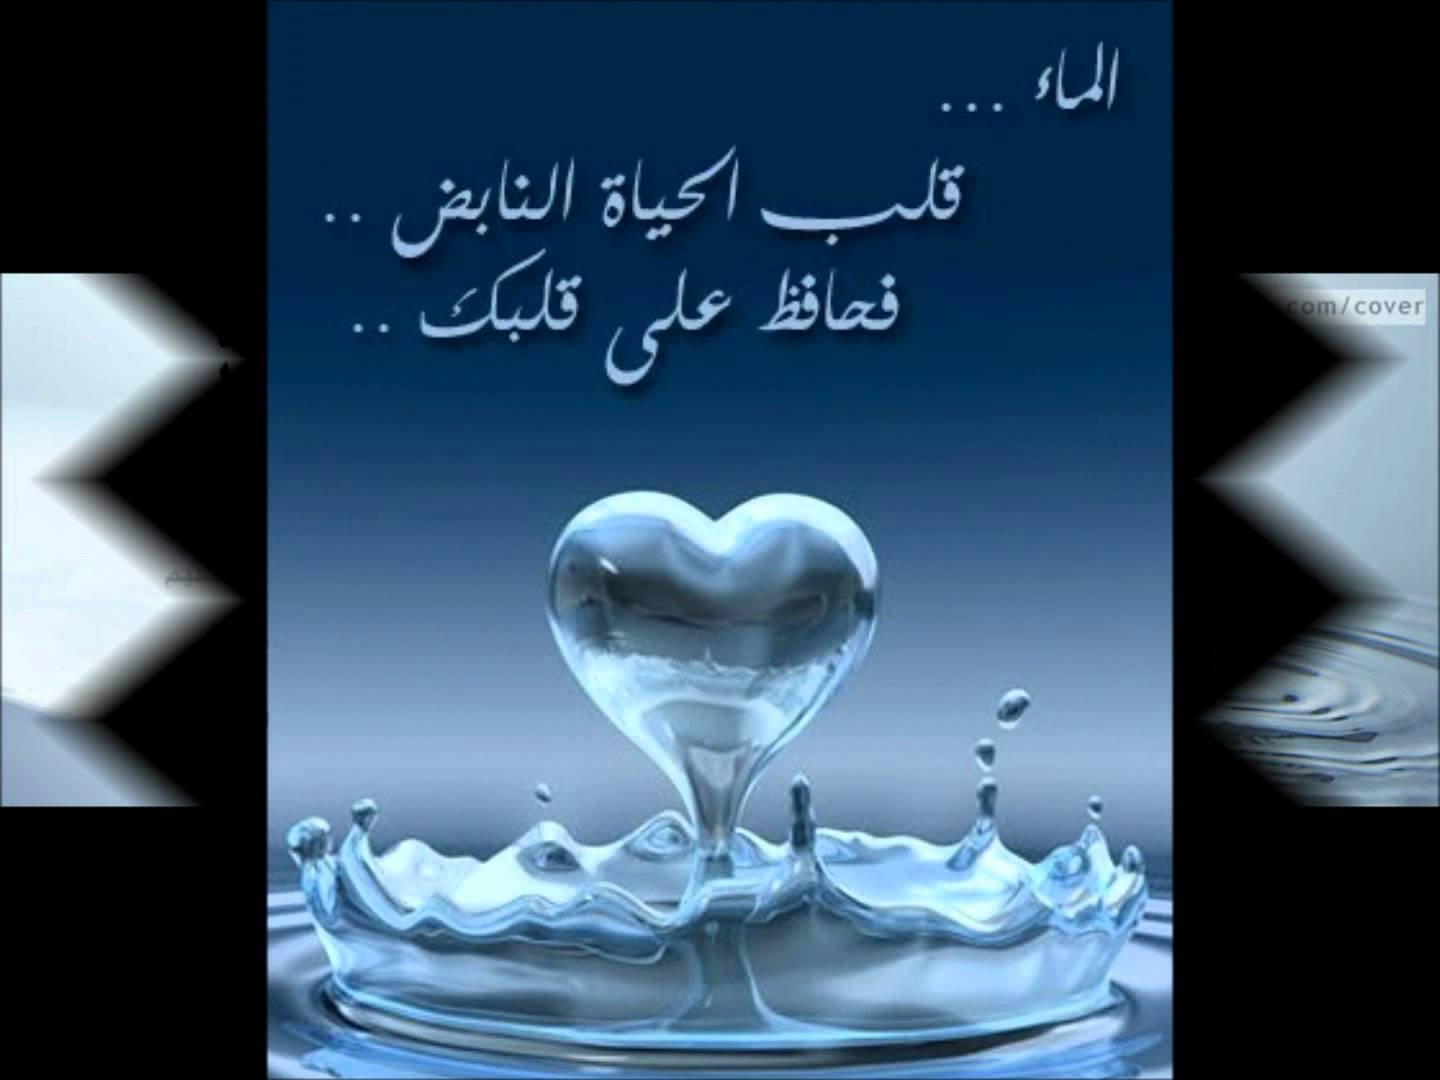 الماء ...
قلب الحياة النابض ..
فحافظ على قلبك ..
com/cover